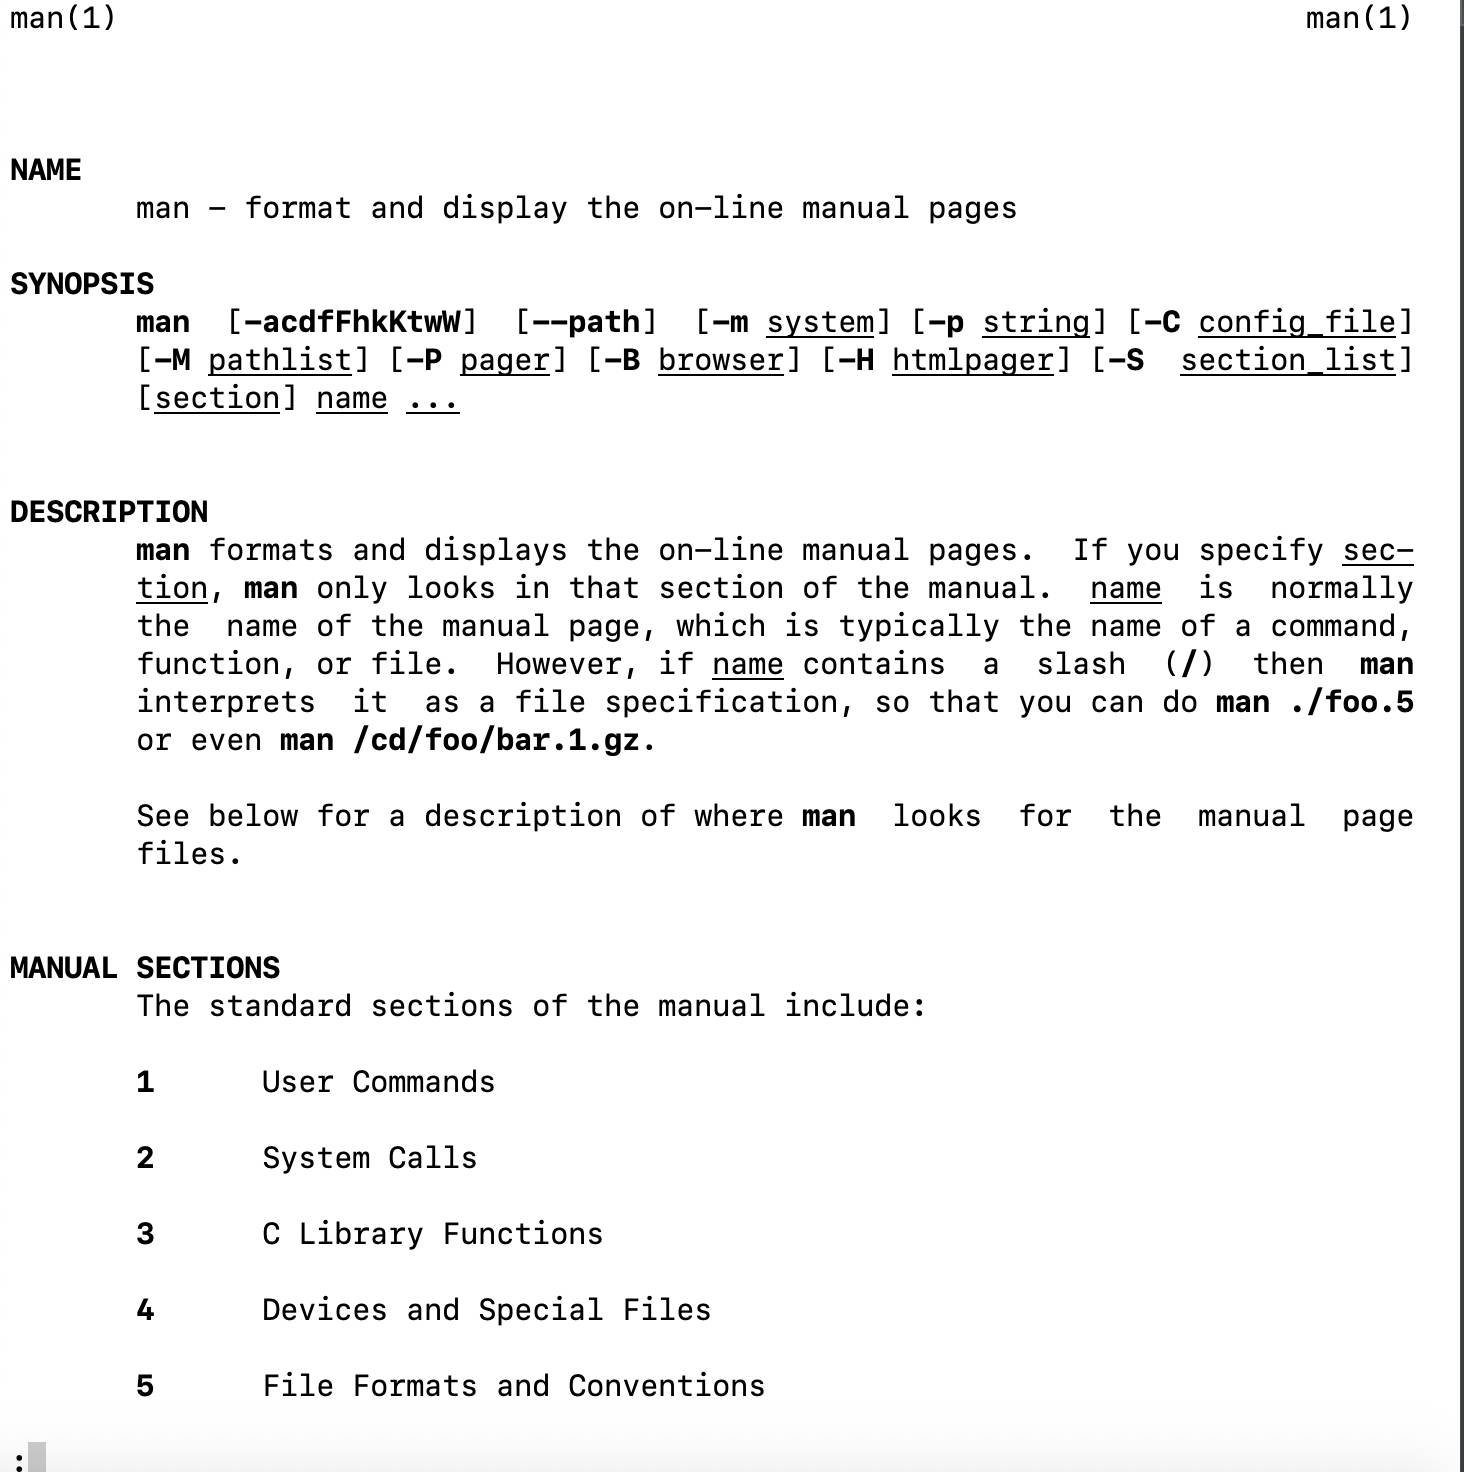 man(1)                                                                  man(1)
NAME
       man - format and display the on-line manual pages
SYNOPSIS
       man  [-acdfFhkKtwW]  [--path]  [-m system] [-p string] [-C config_file]
       [-M pathlist] [-P pager] [-B browser] [-H htmlpager] [-S  section_list]
       [section] name ...
DESCRIPTION
       man formats and displays the on-line manual pages.  If you specify sec-
       tion, man only looks in that section of the manual.  name  is  normally
       the  name of the manual page, which is typically the name of a command,
       function, or file.  However, if name contains  a  slash  (/)  then  man
       interprets  it  as a file specification, so that you can do man ./foo.5
       or even man /cd/foo/bar.1.gz.
       See below for a description of where man  looks  for  the  manual  page
       files.
MANUAL SECTIONS
       The standard sections of the manual include:
       1      User Commands
       2      System Calls
       3      C Library Functions
       4      Devices and Special Files
       5      File Formats and Conventions
: